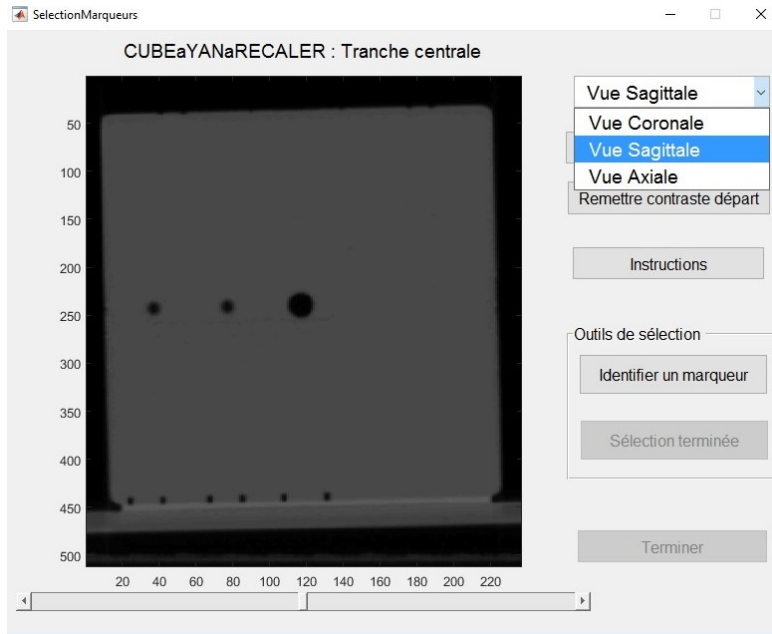 SelectionMarqueurs
CUBEaYANaRECALER : Tranche centrale
Vue Sagittale
Vue Coronale
Vue Sagittale
Vue Axiale
Remettre contraste départ
Instructions
Outils de sélection
Identifier un marqueur
Sélection terminée
Terminer
50
100
150
200
250
300
350
400
450
500
20 40 60 80 100 120 140 160 180 200 220